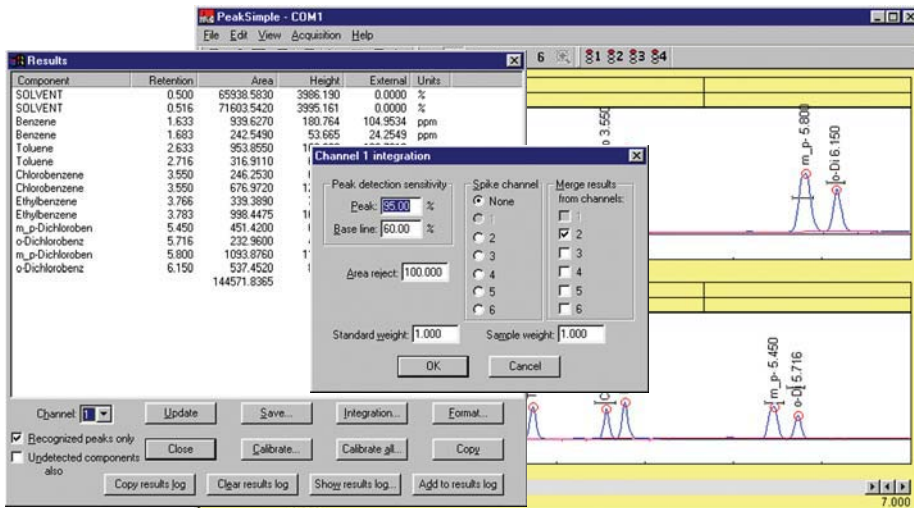 PeakSimple - COM1
File Edit View Acquisition Help
6 1 2 3 4
Results
Component Retention Area Height External Units
SOLVENT 0.500 65938.5830 3986.190 0.0000 %
SOLVENT 0.516 71603.5420 3995.161 0.0000 %
Benzene 1.633 939.6270 180.764 104.9534 ppm
Benzene 1.683 242.5490 53.665 24.2549 ppm
Toluene 2.633 953.8550
Toluene 2.716 316.9110
Chlorobenzene 3.550 246.2530
Chlorobenzene 3.550 676.9720
Ethylbenzene 3.766 339.3890
Ethylbenzene 3.783 998.4475
m_p-Dichloroben 5.450 451.4200
o-Dichlorobenz 5.716 232.9600
m_p-Dichloroben 5.800 1093.8760
o-Dichlorobenz 6.150 537.4520
144571.8365
Channel 1 integration
Peak detection sensitivity
Peak: 95.00 %
Base line: 60.00 %
Area reject: 100.000
Spike channel
None
1
2
3
4
5
6
Merge results
from channels:
1
2
3
4
5
6
Standard weight: 1.000 Sample weight: 1.000
OK Cancel
3.550
m_p- 5.800
o-Di 6.150
m_p- 5.450
o-Di 5.716
Channel: 1 Update Save... Integration... Format...
Recognized peaks only
Undetected components
also
Close Calibrate... Calibrate all... Copy
Copy results log Clear results log Show results log... Add to results log
7.000